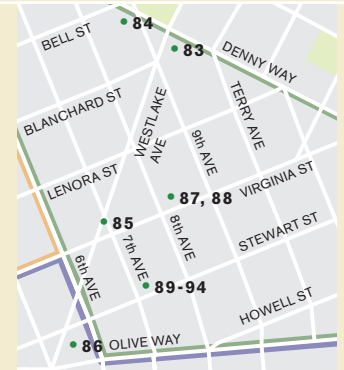 84
BELL ST
83
DENNY WAY
BLANCHARD ST
WESTLAKE
AVE
TERRY AVE
9th AVE
LENORA ST
VIRGINIA ST
87, 88
85
8th AVE
7th AVE
STEWART ST
6th AVE
89-94
HOWELL ST
86
OLIVE WAY